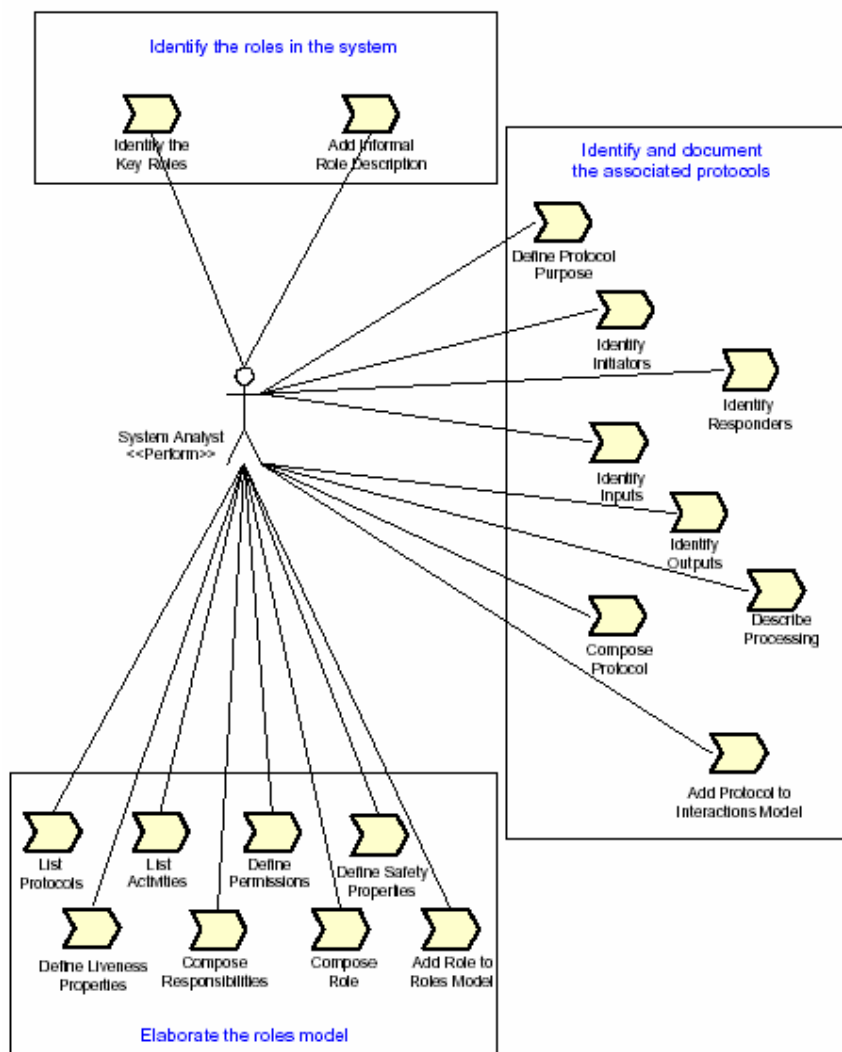 Identify the roles in the system
Identify the
Key Roles
Add Informal
Role Description
Identify and document
the associated protocols
Define Protocol
Purpose
Identify
Initiators
Identify
Responders
System Analyst
<<Perform>>
Identify
Inputs
Identify
Outputs
Describe
Processing
Compose
Protocol
Add Protocol to
Interactions Model
List
Protocols
List
Activities
Define
Permissions
Define Safety
Properties
Define Liveness
Properties
Compose
Responsibilities
Compose
Role
Add Role to
Roles Model
Elaborate the roles model